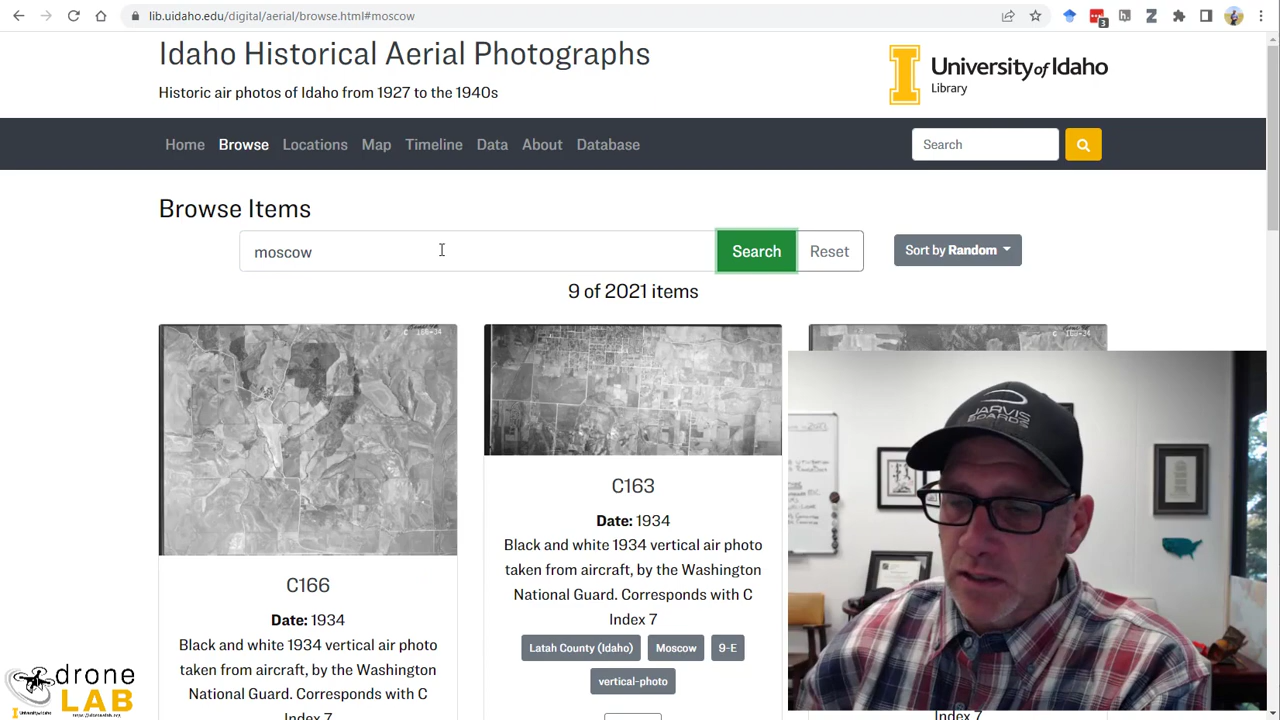 lib.uidaho.edu/digital/aerial/browse.html#moscow
3
Idaho Historical Aerial Photographs
Historic air photos of Idaho from 1927 to the 1940s
I
University of Idaho
Library
Home Browse Locations Map Timeline Data About Database
Search
Browse Items
moscow
Search
Reset
Sort by Random
9 of 2021 items
C166
Date: 1934
Black and white 1934 vertical air photo
taken from aircraft, by the Washington
National Guard. Corresponds with C
Index 7
C163
Date: 1934
Black and white 1934 vertical air photo
taken from aircraft, by the Washington
National Guard. Corresponds with C
Index 7
Latah County (Idaho)
Moscow
9-E
vertical-photo
Index 7
JARVIS
BOARDS
drone
LAB
University of Idaho